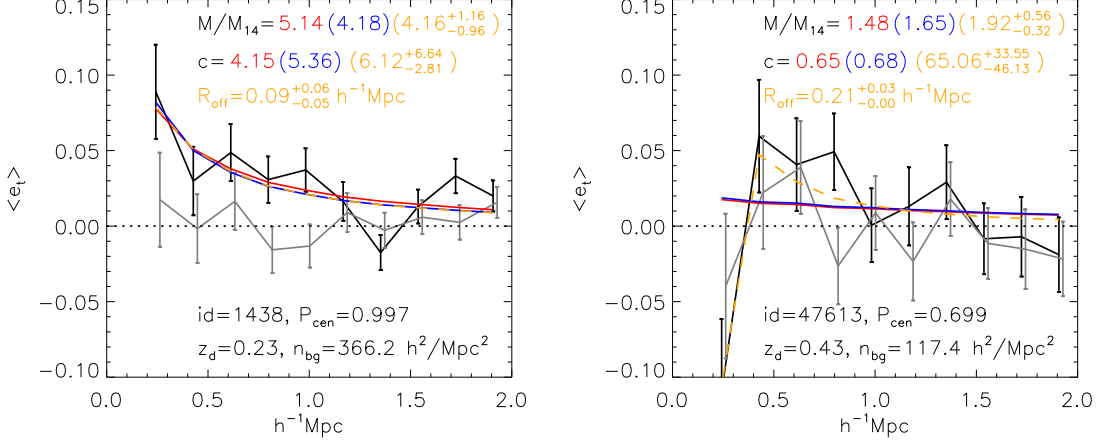 M/M14=5.14(4.18)(4.16+1.16−0.96)
c=4.15(5.36)(6.12+6.64−2.81)
Roff=0.09+0.06−0.05 h−1Mpc
0.15
0.10
0.05
0.00
−0.05
−0.10
<et>
id=1438, Pcen=0.997
zd=0.23, nbg=366.2 h2/Mpc2
0.0 0.5 1.0 1.5 2.0
h−1Mpc
M/M14=1.48(1.65)(1.92+0.56−0.32)
c=0.65(0.68)(65.06+33.55−46.13)
Roff=0.21+0.03−0.00 h−1Mpc
0.15
0.10
0.05
0.00
−0.05
−0.10
<et>
id=47613, Pcen=0.699
zd=0.43, nbg=117.4 h2/Mpc2
0.0 0.5 1.0 1.5 2.0
h−1Mpc